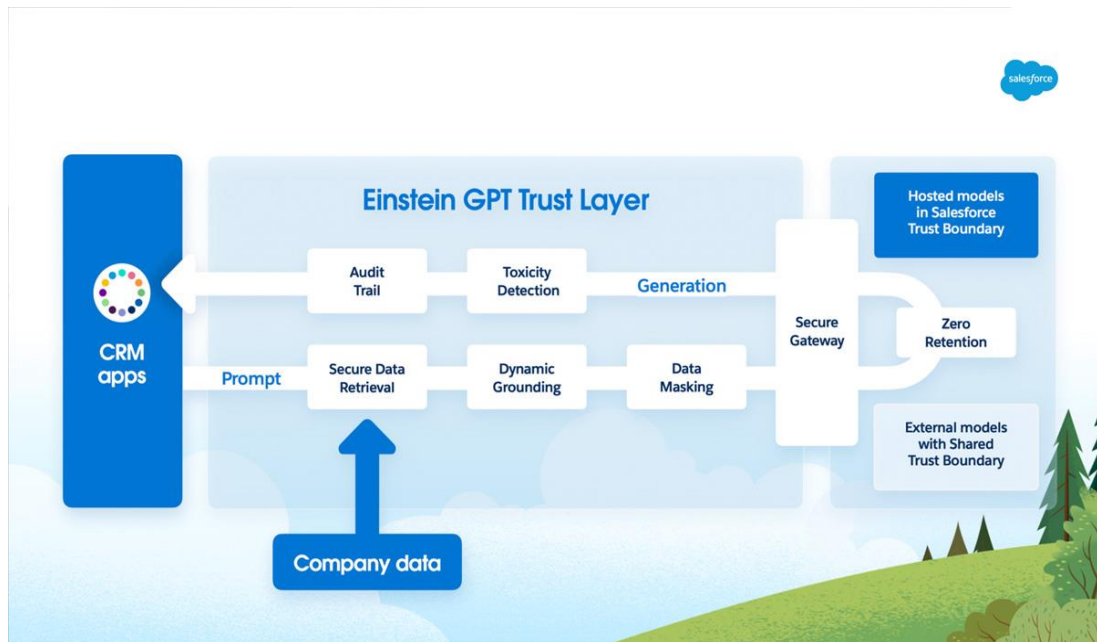 salesforce
Einstein GPT Trust Layer
Hosted models
in Salesforce
Trust Boundary
Audit
Trail
Toxicity
Detection
Generation
Secure
Gateway
Zero
Retention
CRM
apps
Prompt
Secure Data
Retrieval
Dynamic
Grounding
Data
Masking
External models
with Shared
Trust Boundary
Company data